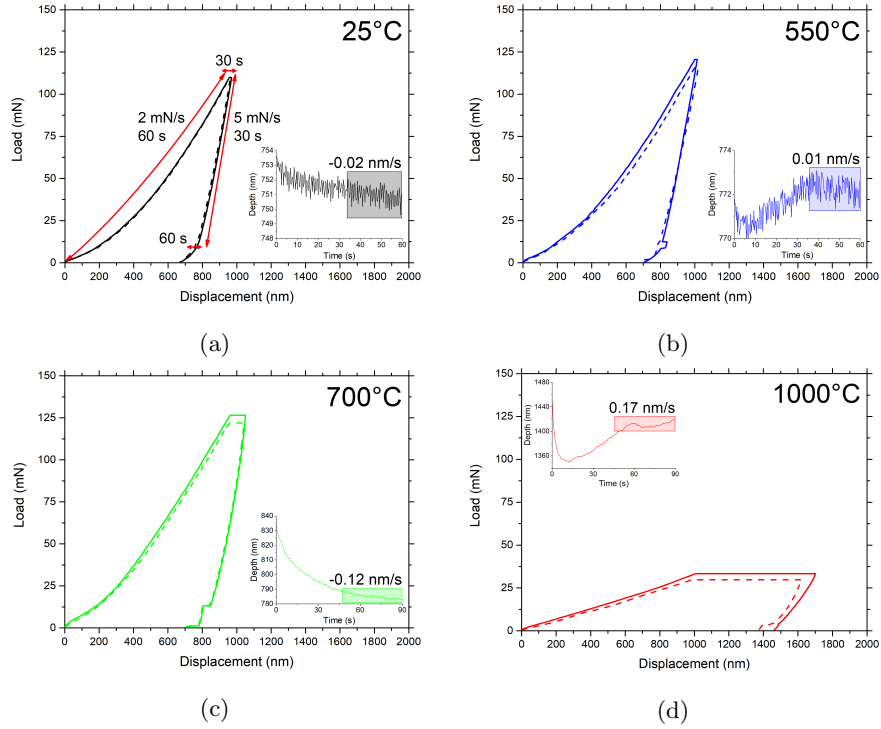 25°C
150
125
100
75
50
25
0
Load (mN)
30 s
2 mN/s
60 s
5 mN/s
30 s
60 s
-0.02 nm/s
754
753
752
751
750
749
748
Depth (nm)
0 10 20 30 40 50 60
Time (s)
0 200 400 600 800 1000 1200 1400 1600 1800 2000
Displacement (nm)
(a)
550°C
150
125
100
75
50
25
0
Load (mN)
0.01 nm/s
774
772
770
Depth (nm)
0 10 20 30 40 50 60
Time (s)
0 200 400 600 800 1000 1200 1400 1600 1800 2000
Displacement (nm)
(b)
700°C
150
125
100
75
50
25
0
Load (mN)
-0.12 nm/s
840
830
820
810
800
790
780
Depth (nm)
0 30 60 90
Time (s)
0 200 400 600 800 1000 1200 1400 1600 1800 2000
Displacement (nm)
(c)
1000°C
150
125
100
75
50
25
0
Load (mN)
0.17 nm/s
1480
1440
1400
1360
Depth (nm)
0 30 60 90
Time (s)
0 200 400 600 800 1000 1200 1400 1600 1800 2000
Displacement (nm)
(d)